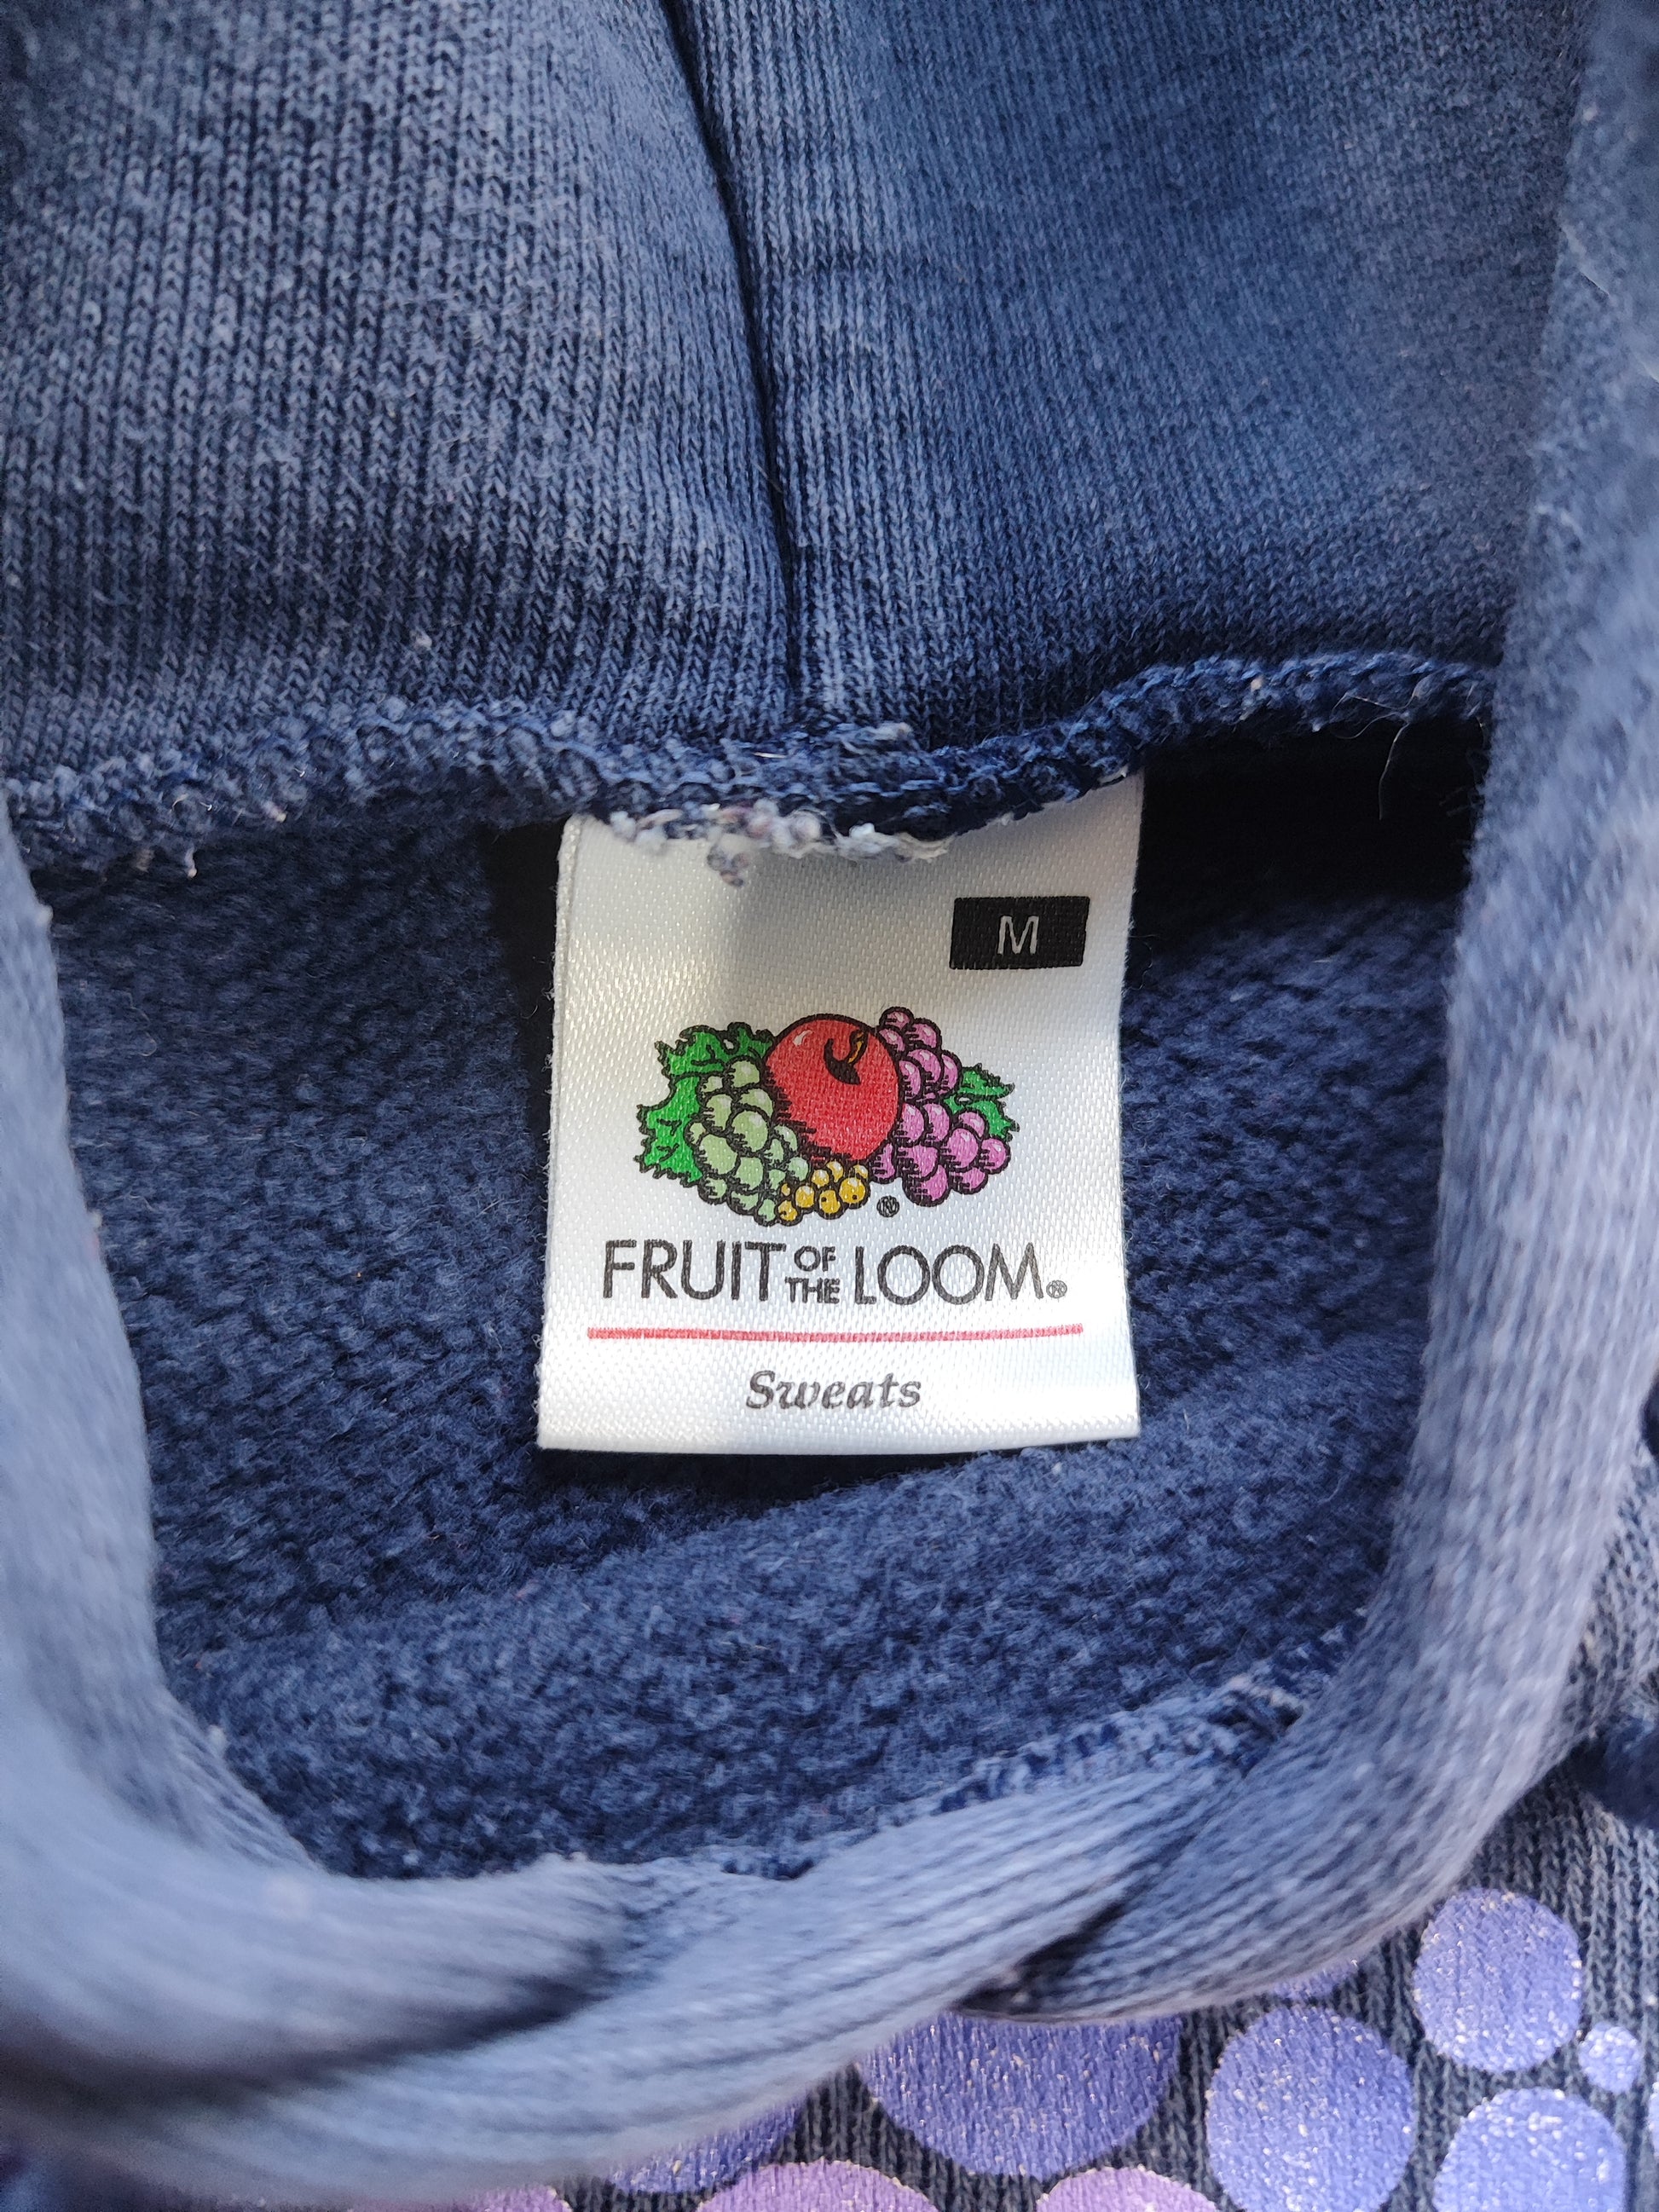 M
®
FRUIT OF THE LOOM®
Sweats